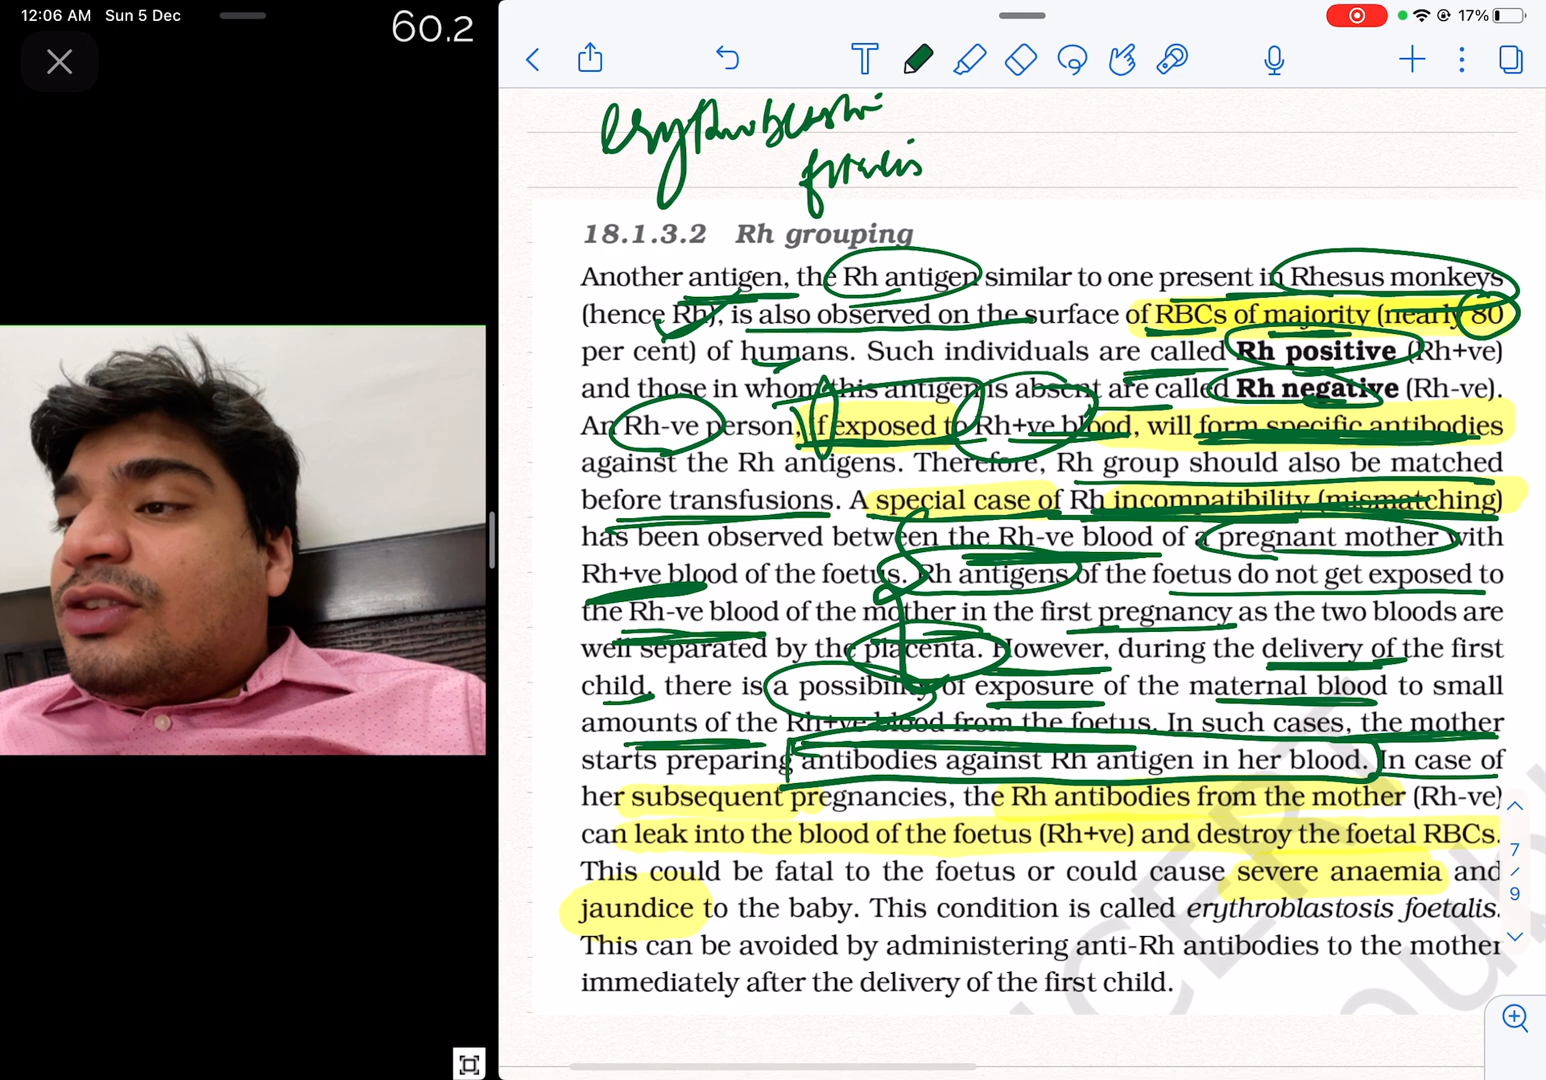 12:06 AM Sun 5 Dec
60.2
17%
T
18.1.3.2 Rh grouping
Another antigen, the Rh antigen similar to one present in Rhesus monkeys
(hence Rh), is also observed on the surface of RBCs of majority (nearly 80
per cent) of humans. Such individuals are called Rh positive (Rh+ve)
and those in whom this antigen is absent are called Rh negative (Rh-ve).
An Rh-ve person, if exposed to Rh+ve blood, will form specific antibodies
against the Rh antigens. Therefore, Rh group should also be matched
before transfusions. A special case of Rh incompatibility (mismatching)
has been observed between the Rh-ve blood of a pregnant mother with
Rh+ve blood of the foetus. Rh antigens of the foetus do not get exposed to
the Rh-ve blood of the mother in the first pregnancy as the two bloods are
well separated by the placenta. However, during the delivery of the first
child, there is a possibility of exposure of the maternal blood to small
amounts of the Rh+ve blood from the foetus. In such cases, the mother
starts preparing antibodies against Rh antigen in her blood. In case of
her subsequent pregnancies, the Rh antibodies from the mother (Rh-ve)
can leak into the blood of the foetus (Rh+ve) and destroy the foetal RBCs.
This could be fatal to the foetus or could cause severe anaemia and
jaundice to the baby. This condition is called erythroblastosis foetalis.
This can be avoided by administering anti-Rh antibodies to the mother
immediately after the delivery of the first child.
7
/
9